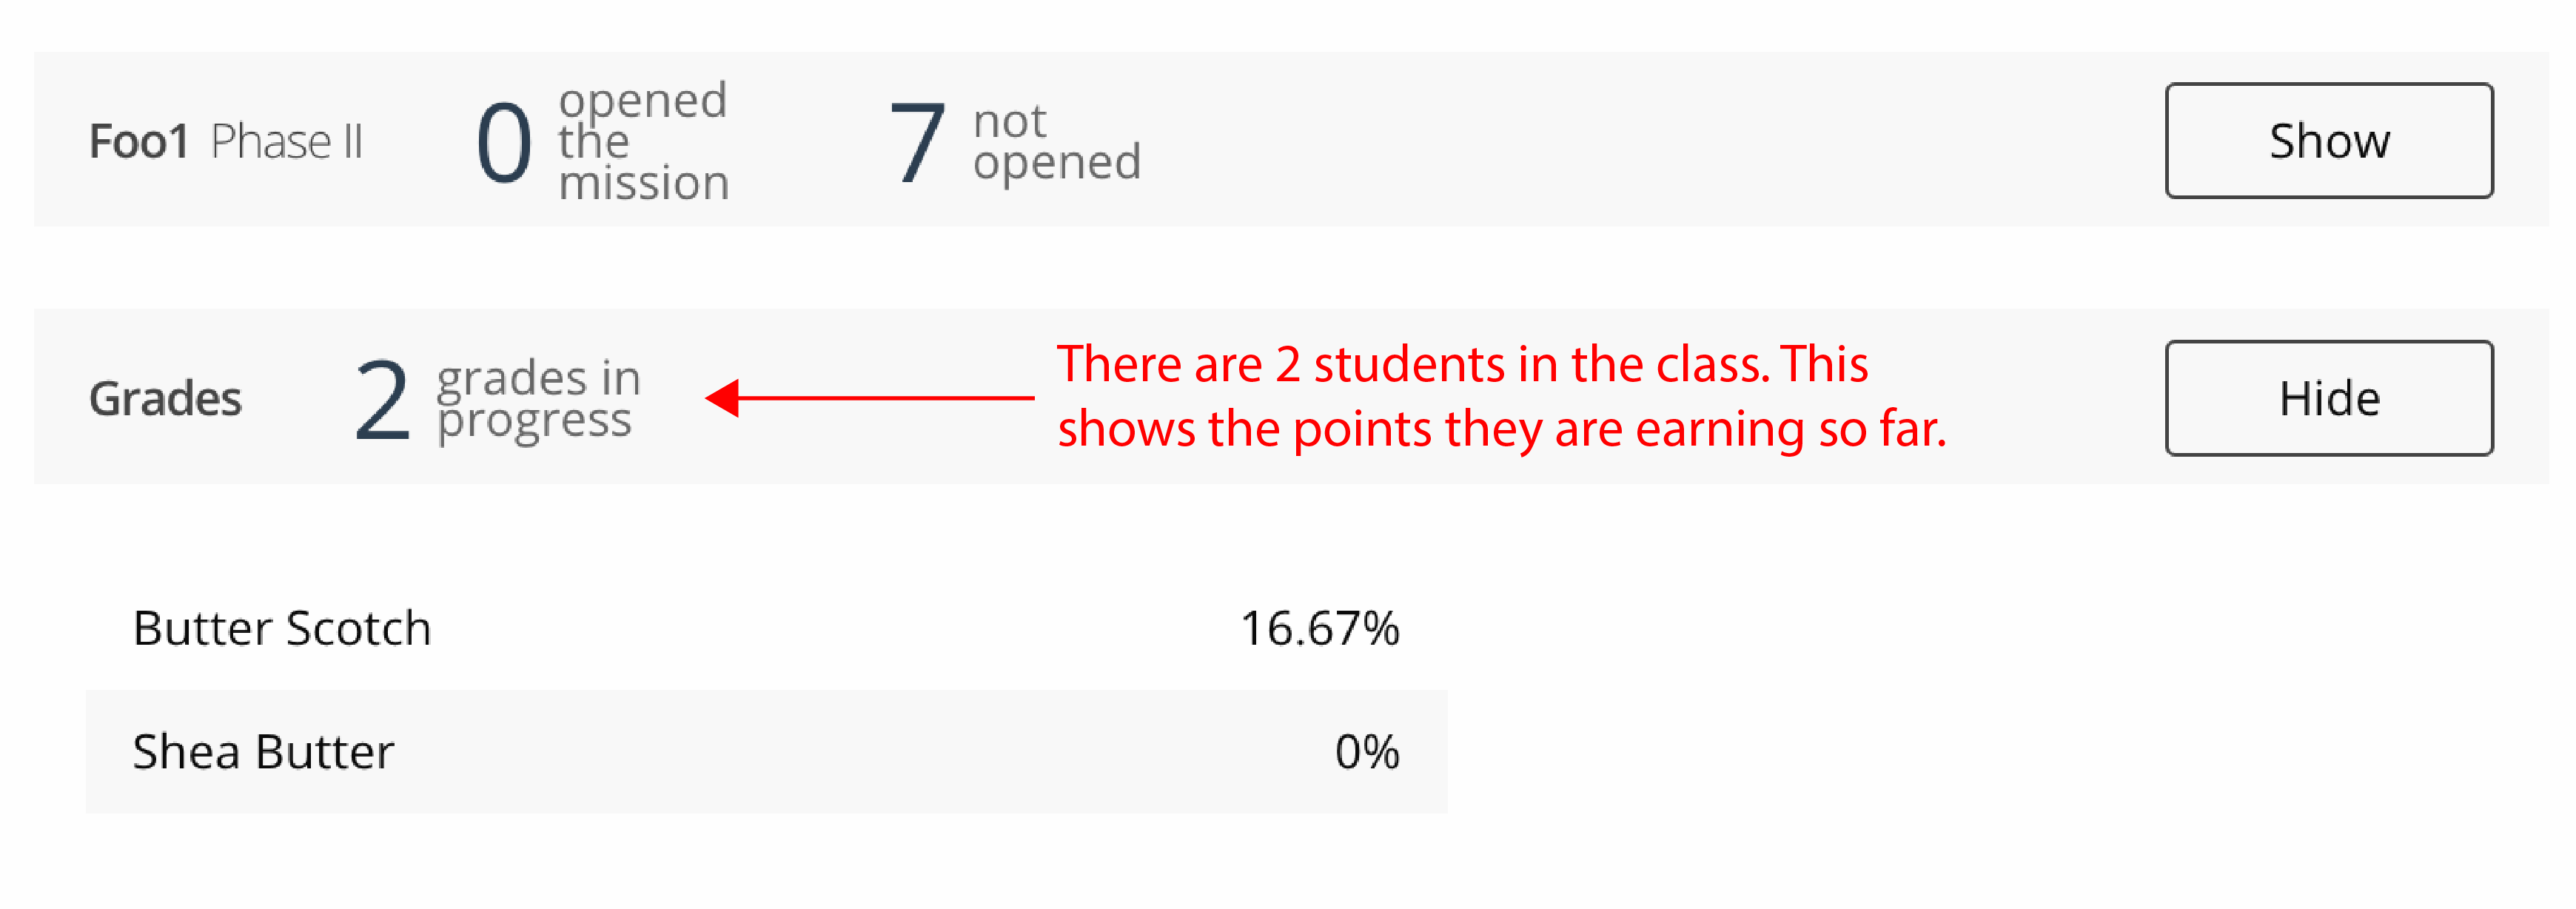 Foo1 Phase II
0 opened
the
mission
7 not
opened
Show
Grades
2 grades in
progress
There are 2 students in the class. This
shows the points they are earning so far.
Hide
Butter Scotch 16.67%
Shea Butter 0%